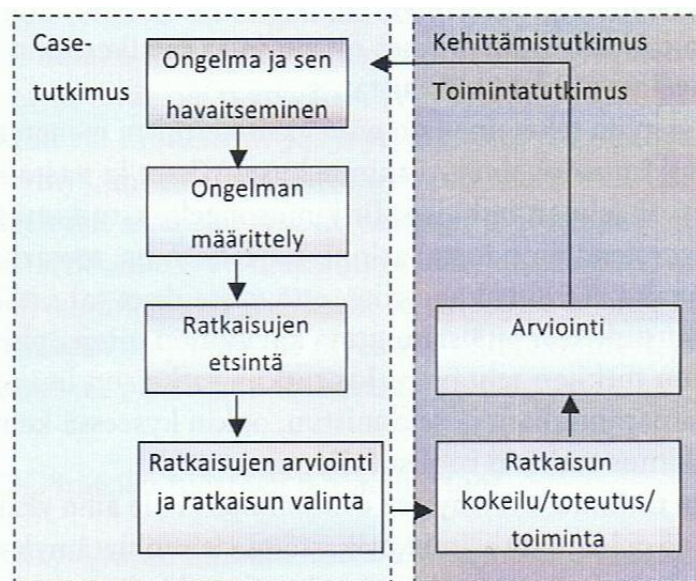 Case-
tutkimus
Ongelma ja sen
havaitseminen
Ongelman
määrittely
Ratkaisujen
etsintä
Ratkaisujen arviointi
ja ratkaisun valinta
Kehittämistutkimus
Toimintatutkimus
Arviointi
Ratkaisun
kokeilu/toteutus/
toiminta